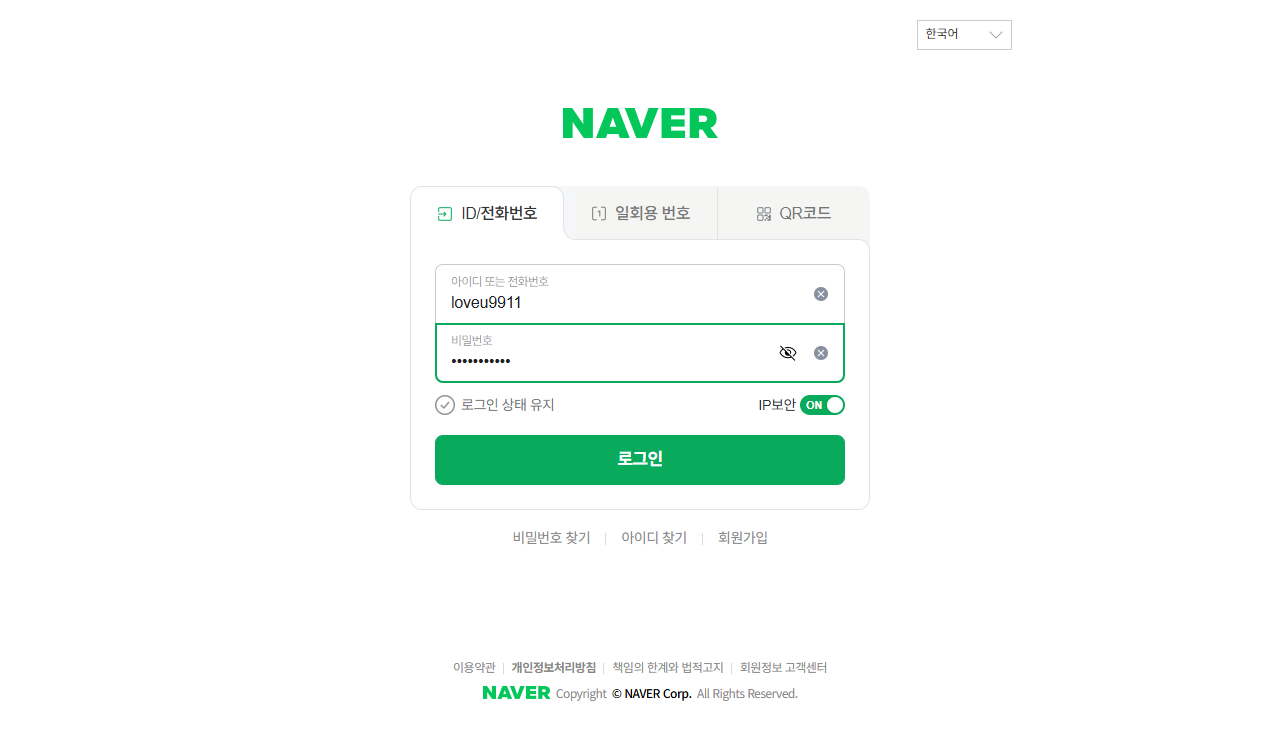 한국어
NAVER
ID/전화번호
일회용 번호
QR코드
아이디 또는 전화번호
loveu9911
비밀번호
•••••••••••
로그인 상태 유지
IP보안 ON
로그인
비밀번호 찾기
아이디 찾기
회원가입
이용약관
개인정보처리방침
책임의 한계와 법적고지
회원정보 고객센터
NAVER Copyright © NAVER Corp. All Rights Reserved.